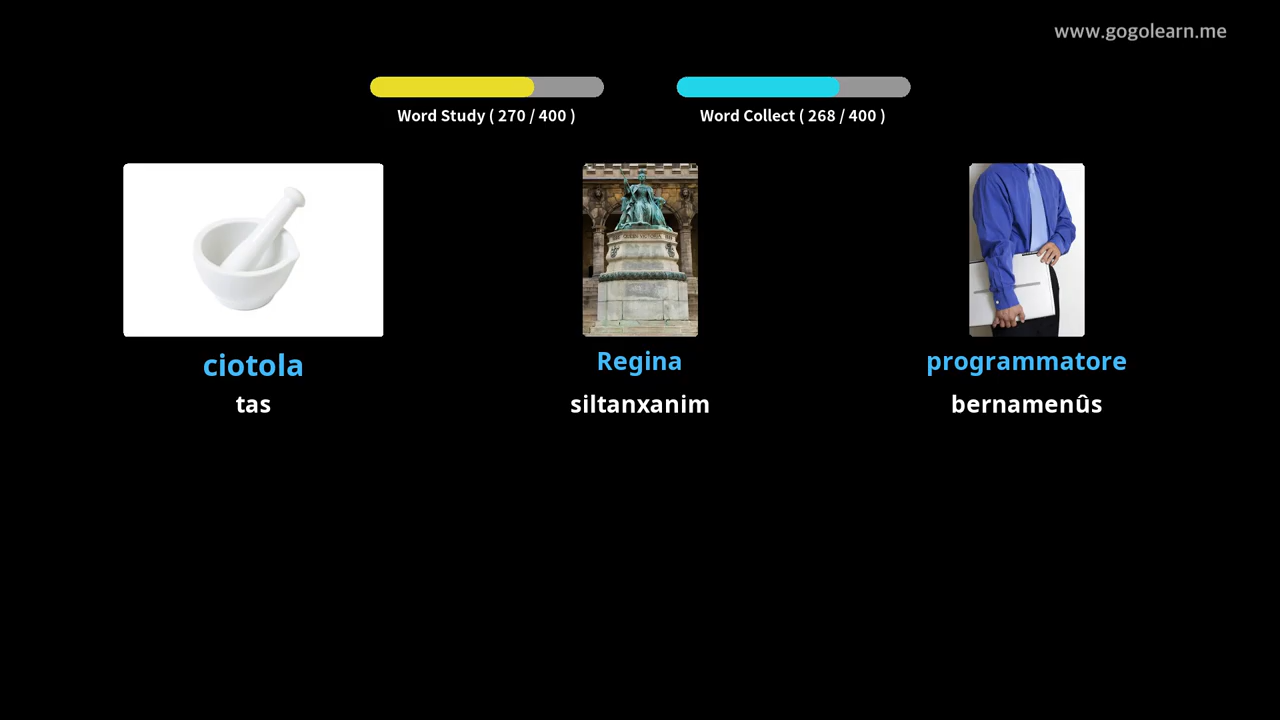 www.gogolearn.me
Word Study ( 270 / 400 )
Word Collect ( 268 / 400 )
ciotola
Regina
programmatore
tas
siltanxanim
bernamenûs